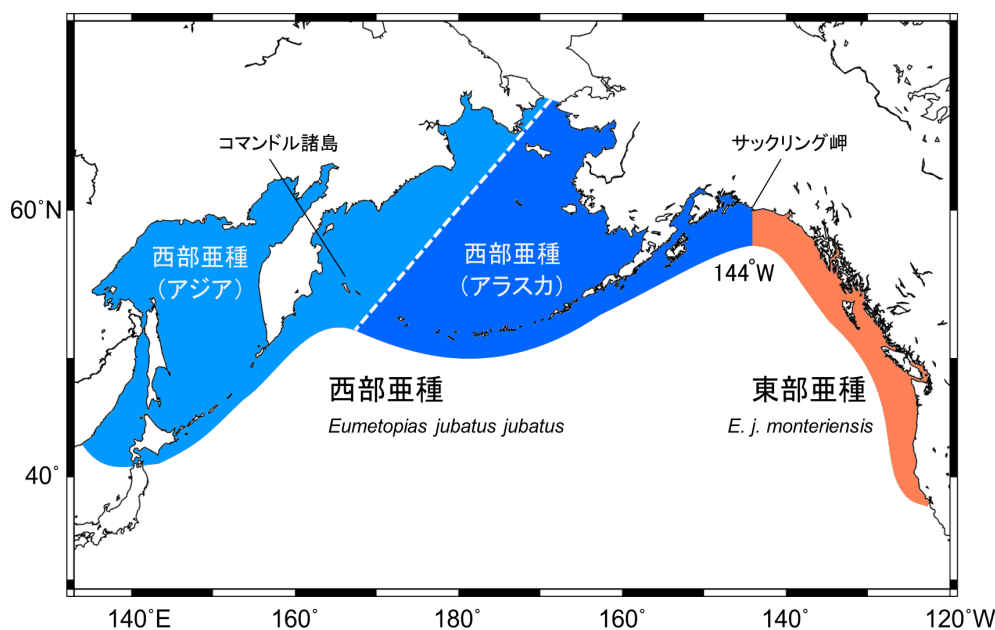 コマンドル諸島
サックリング岬
60°N
西部亜種
（アジア）
西部亜種
（アラスカ）
144°W
西部亜種
Eumetopias jubatus jubatus
東部亜種
E. j. monteriensis
40°
140°E
160°
180°
160°
140°
120°W